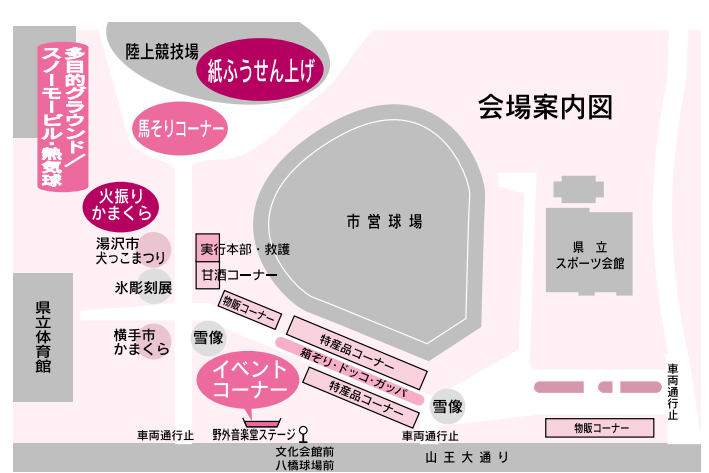 会場案内図
陸上競技場
紙ふうせん上げ
多目的グラウンド／
スノーモービル・熱気球
馬そりコーナー
火振り
かまくら
湯沢市
犬っこまつり
実行本部・救護
甘酒コーナー
氷彫刻展
市営球場
県立
スポーツ会館
県立体育館
物販コーナー
横手市
かまくら
雪像
特産品コーナー
箱ぞり・ドッコ・ガッパ
特産品コーナー
イベント
コーナー
雪像
車両通行止
物販コーナー
車両通行止
野外音楽堂ステージ
車両通行止
文化会館前
八橋球場前
山王大通り